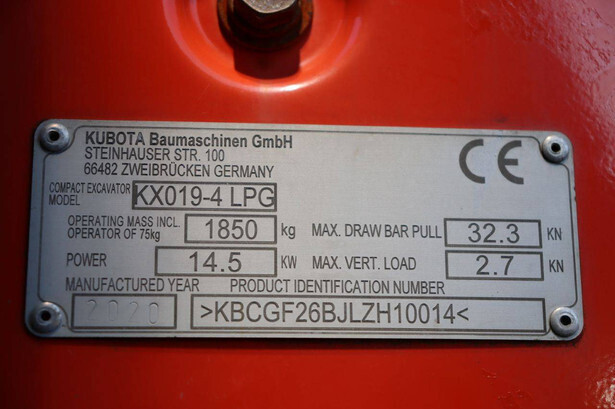 KUBOTA Baumaschinen GmbH
STEINHAUSER STR. 100
66482 ZWEIBRÜCKEN GERMANY
CE
COMPACT EXCAVATOR MODEL KX019-4 LPG
OPERATING MASS INCL. OPERATOR OF 75kg 1850 kg MAX. DRAW BAR PULL 32.3 KN
POWER 14.5 KW MAX. VERT. LOAD 2.7 KN
MANUFACTURED YEAR PRODUCT IDENTIFICATION NUMBER
2020 >KBCGF26BJLZH10014<